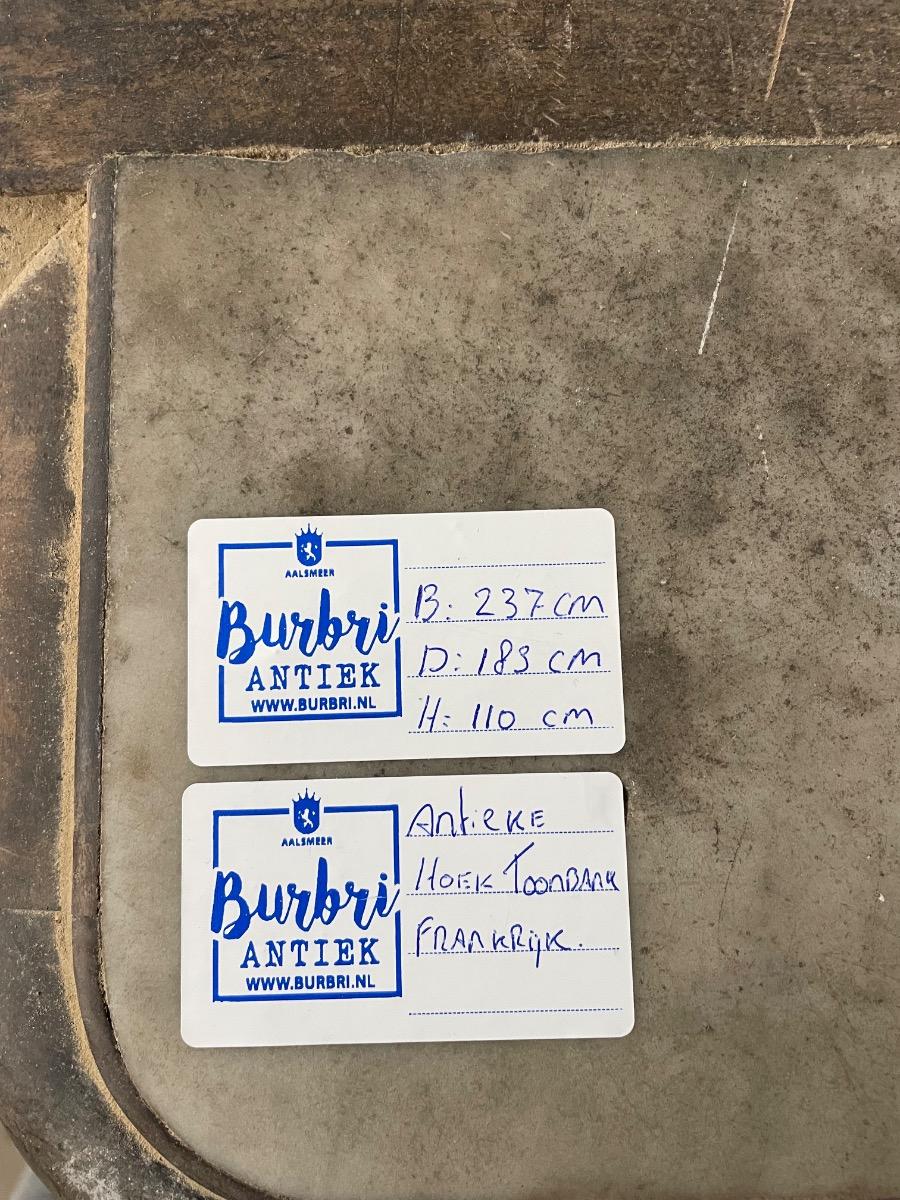 AALSMEER
Burbri
ANTIEK
WWW.BURBRI.NL
B: 237 cm
D: 183 cm
H: 110 cm
AALSMEER
Burbri
ANTIEK
WWW.BURBRI.NL
AntiEKE
HOEK TOONBANK
FRANKRIJK.